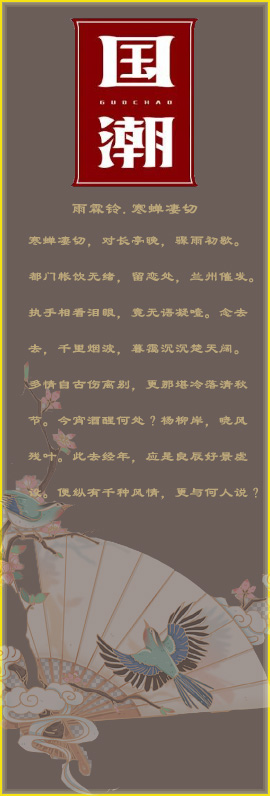 国
GUOCHAO
潮
雨霖铃.寒蝉凄切
寒蝉凄切，对长亭晚，骤雨初歇。
都门帐饮无绪，留恋处，兰州催发。
执手相看泪眼，竟无语凝噎。念去
去，千里烟波，暮霭沉沉楚天阔。
多情自古伤离别，更那堪冷落清秋
节。今宵酒醒何处？杨柳岸，晓风
残叶。此去经年，应是良辰好景虚
设。便纵有千种风情，更与何人说？